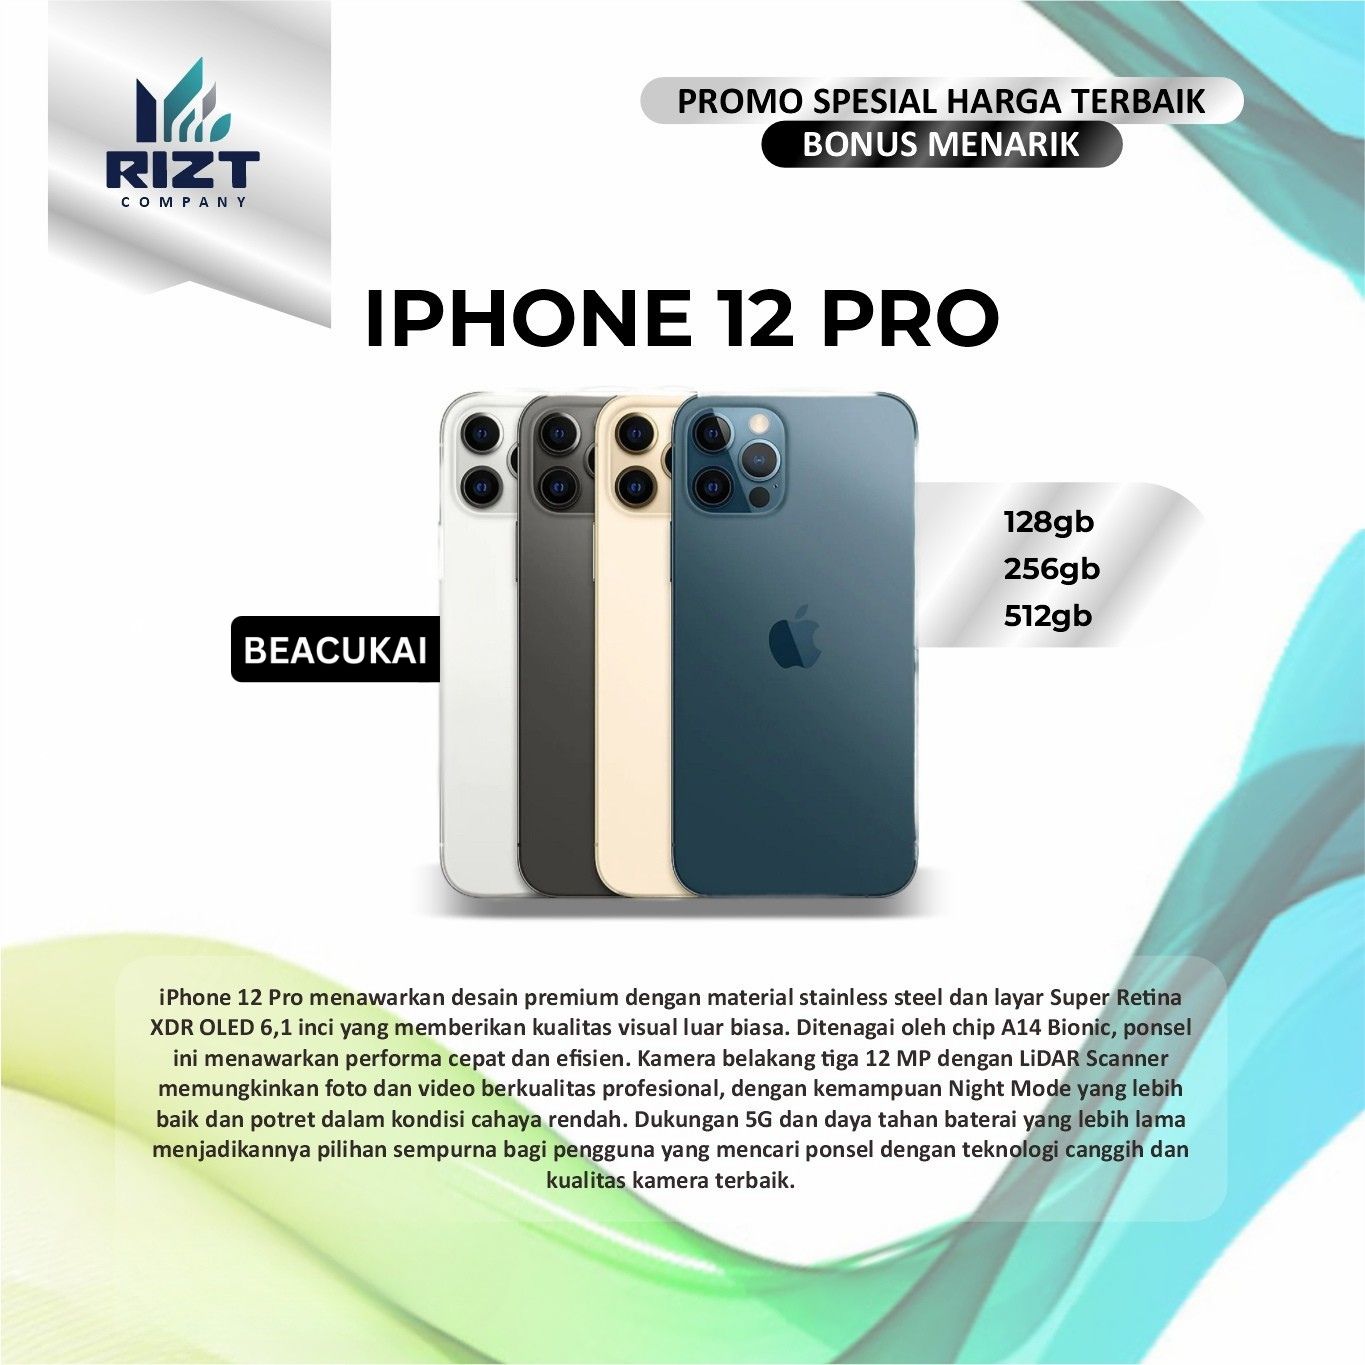 RIZT
COMPANY
PROMO SPESIAL HARGA TERBAIK
BONUS MENARIK
IPHONE 12 PRO
128gb
256gb
512gb
BEACUKAI
iPhone 12 Pro menawarkan desain premium dengan material stainless steel dan layar Super Retina
XDR OLED 6,1 inci yang memberikan kualitas visual luar biasa. Ditenagai oleh chip A14 Bionic, ponsel
ini menawarkan performa cepat dan efisien. Kamera belakang tiga 12 MP dengan LiDAR Scanner
memungkinkan foto dan video berkualitas profesional, dengan kemampuan Night Mode yang lebih
baik dan potret dalam kondisi cahaya rendah. Dukungan 5G dan daya tahan baterai yang lebih lama
menjadikannya pilihan sempurna bagi pengguna yang mencari ponsel dengan teknologi canggih dan
kualitas kamera terbaik.